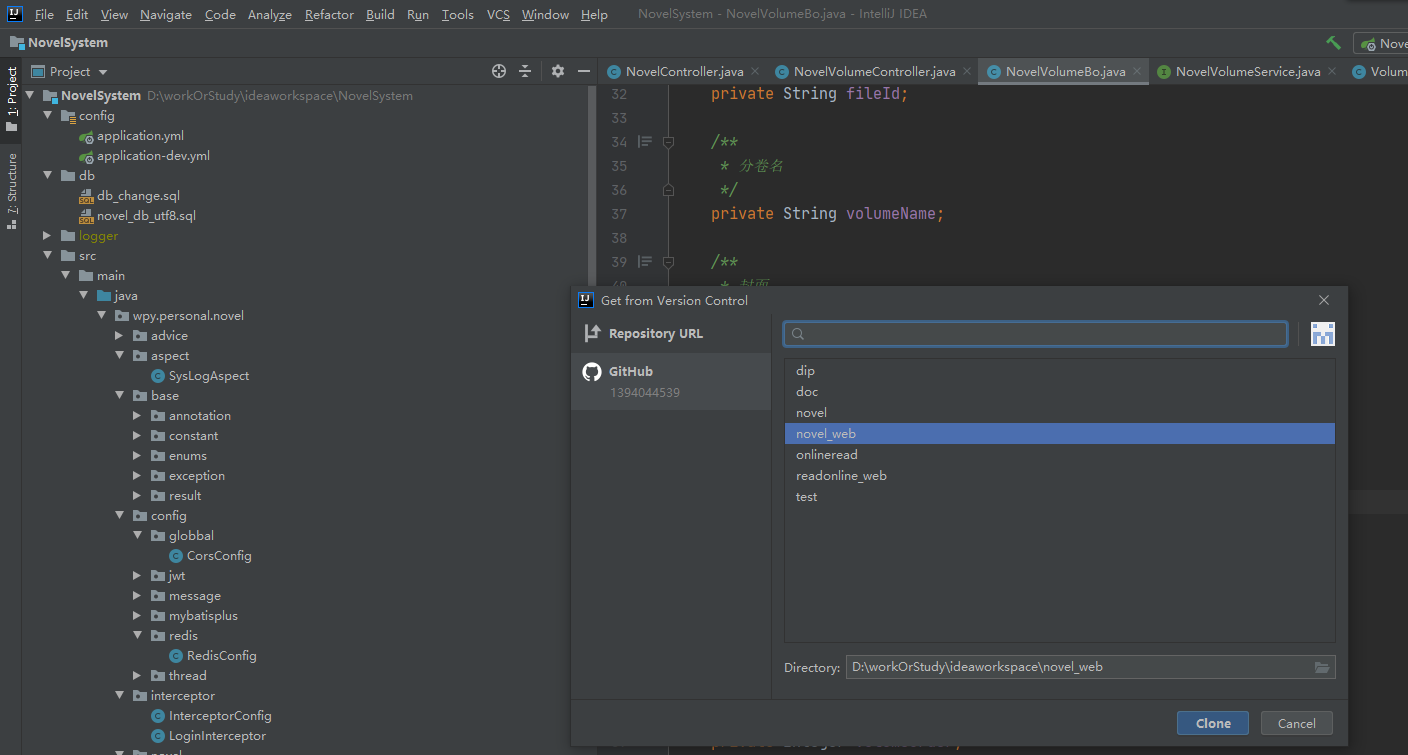 File Edit View Navigate Code Analyze Refactor Build Run Tools VCS Window Help NovelSystem - NovelVolumeBo.java - IntelliJ IDEA
NovelSystem
Nove
1: Project
7: Structure
Project
NovelSystem D:\workOrStudy\ideaworkspace\NovelSystem
config
application.yml
application-dev.yml
db
db_change.sql
novel_db_utf8.sql
logger
src
main
java
wpy.personal.novel
advice
aspect
SysLogAspect
base
annotation
constant
enums
exception
result
config
globbal
CorsConfig
jwt
message
mybatisplus
redis
RedisConfig
thread
interceptor
InterceptorConfig
LoginInterceptor
NovelController.java NovelVolumeController.java NovelVolumeBo.java NovelVolumeService.java Volum
32 private String fileId;
33
34 /**
35 * 分卷名
36 */
37 private String volumeName;
38
39 /**
Get from Version Control
Repository URL
GitHub
1394044539
dip
doc
novel
novel_web
onlineread
readonline_web
test
Directory: D:\workOrStudy\ideaworkspace\novel_web
Clone Cancel